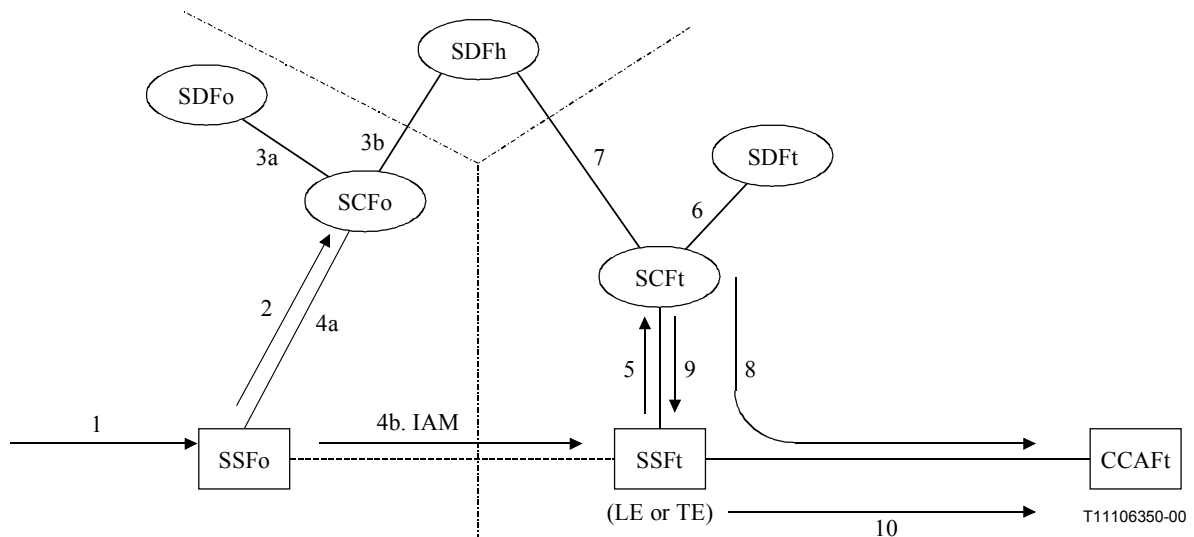 SDFh
SDFo
3a
3b
7
SDFt
SCFo
6
SCFt
2
4a
5
9
8
1
4b. IAM
SSFo
SSFt
CCAFt
(LE or TE)
10
T11106350-00